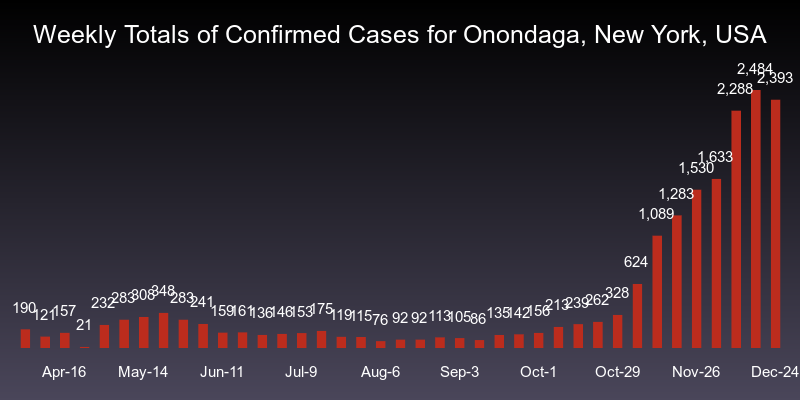 Weekly Totals of Confirmed Cases for Onondaga, New York, USA
190 121 157 21 232 283 308 348 283 241 159 161 136 146 153 175 119 115 76 92 92 113 105 86 135 142 156 213 239 262 328 624 1,089 1,283 1,530 1,633 2,288 2,484 2,393
Apr-16 May-14 Jun-11 Jul-9 Aug-6 Sep-3 Oct-1 Oct-29 Nov-26 Dec-24